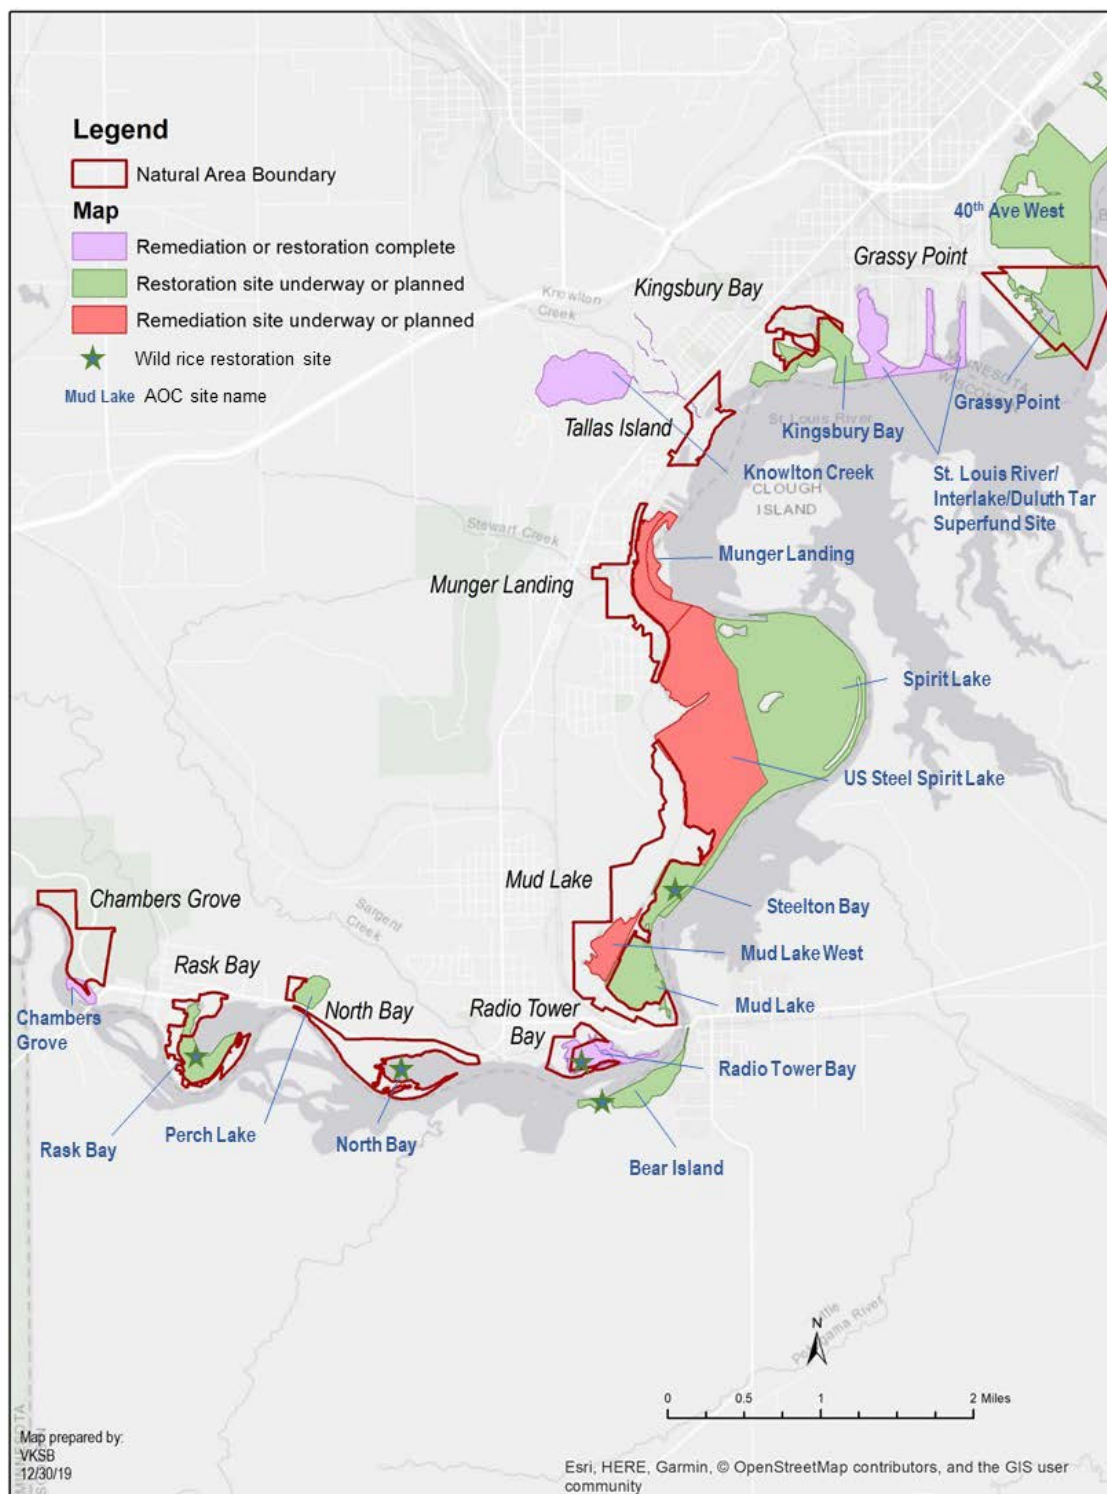 Legend
Natural Area Boundary
Map
Remediation or restoration complete
Restoration site underway or planned
Remediation site underway or planned
Wild rice restoration site
Mud Lake AOC site name
40th Ave West
Grassy Point
Kingsbury Bay
Knowlton
Creek
MINNESOTA
WISCONSIN
Grassy Point
St Louis River
Kingsbury Bay
Tallas Island
Knowlton Creek
St. Louis River/
Interlake/Duluth Tar
Superfund Site
CLOUGH
ISLAND
Stewart Creek
Munger Landing
Munger Landing
Spirit Lake
US Steel Spirit Lake
Mud Lake
Chambers Grove
Sargent
Creek
Steelton Bay
Mud Lake West
Rask Bay
Mud Lake
North Bay
Radio Tower
Bay
Chambers
Grove
Radio Tower Bay
Rask Bay
Perch Lake
North Bay
Bear Island
River
N
0 0.5 1 2 Miles
MINNESOTA
Map prepared by:
VKSB
12/30/19
Esri, HERE, Garmin, © OpenStreetMap contributors, and the GIS user
community